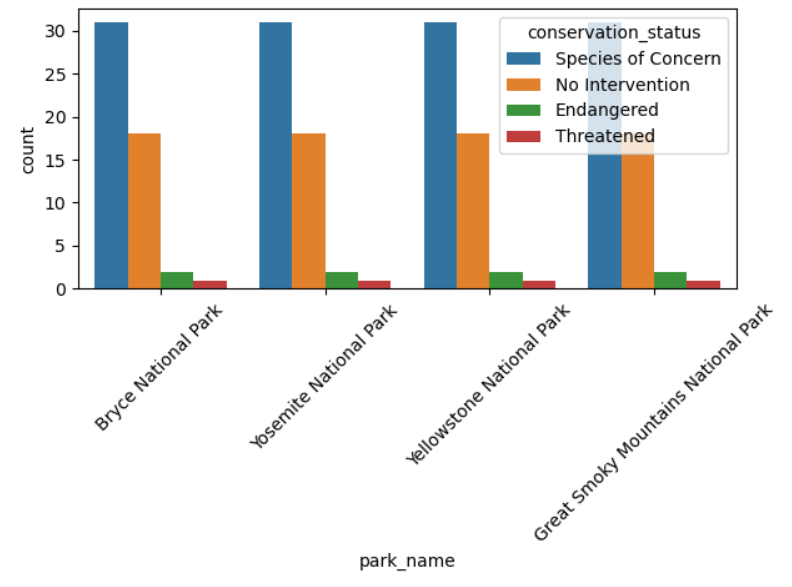 conservation_status
Species of Concern
No Intervention
Endangered
Threatened
30
25
20
15
10
5
0
count
Bryce National Park
Yosemite National Park
Yellowstone National Park
Great Smoky Mountains National Park
park_name